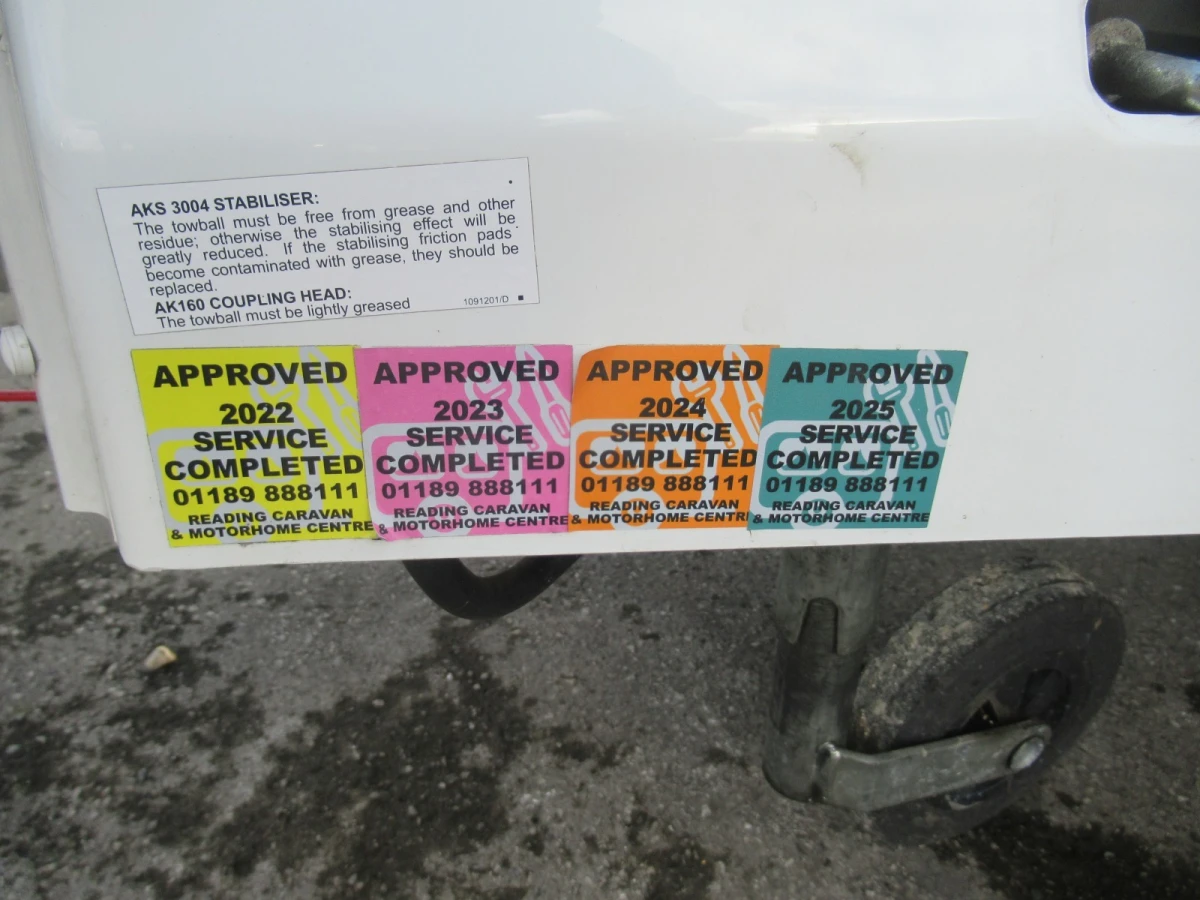 AKS 3004 STABILISER:
The towball must be free from grease and other
residue; otherwise the stabilising effect will be
greatly reduced. If the stabilising friction pads
become contaminated with grease, they should be
replaced.
AK160 COUPLING HEAD:
The towball must be lightly greased
1091201/D
APPROVED
2022
SERVICE
COMPLETED
01189 888111
READING CARAVAN
& MOTORHOME CENTRE
APPROVED
2023
SERVICE
COMPLETED
01189 888111
READING CARAVAN
& MOTORHOME CENTRE
APPROVED
2024
SERVICE
COMPLETED
01189 888111
READING CARAVAN
& MOTORHOME CENTR
APPROVED
2025
SERVICE
COMPLETED
01189 888111
READING CARAVAN
& MOTORHOME CENTRE